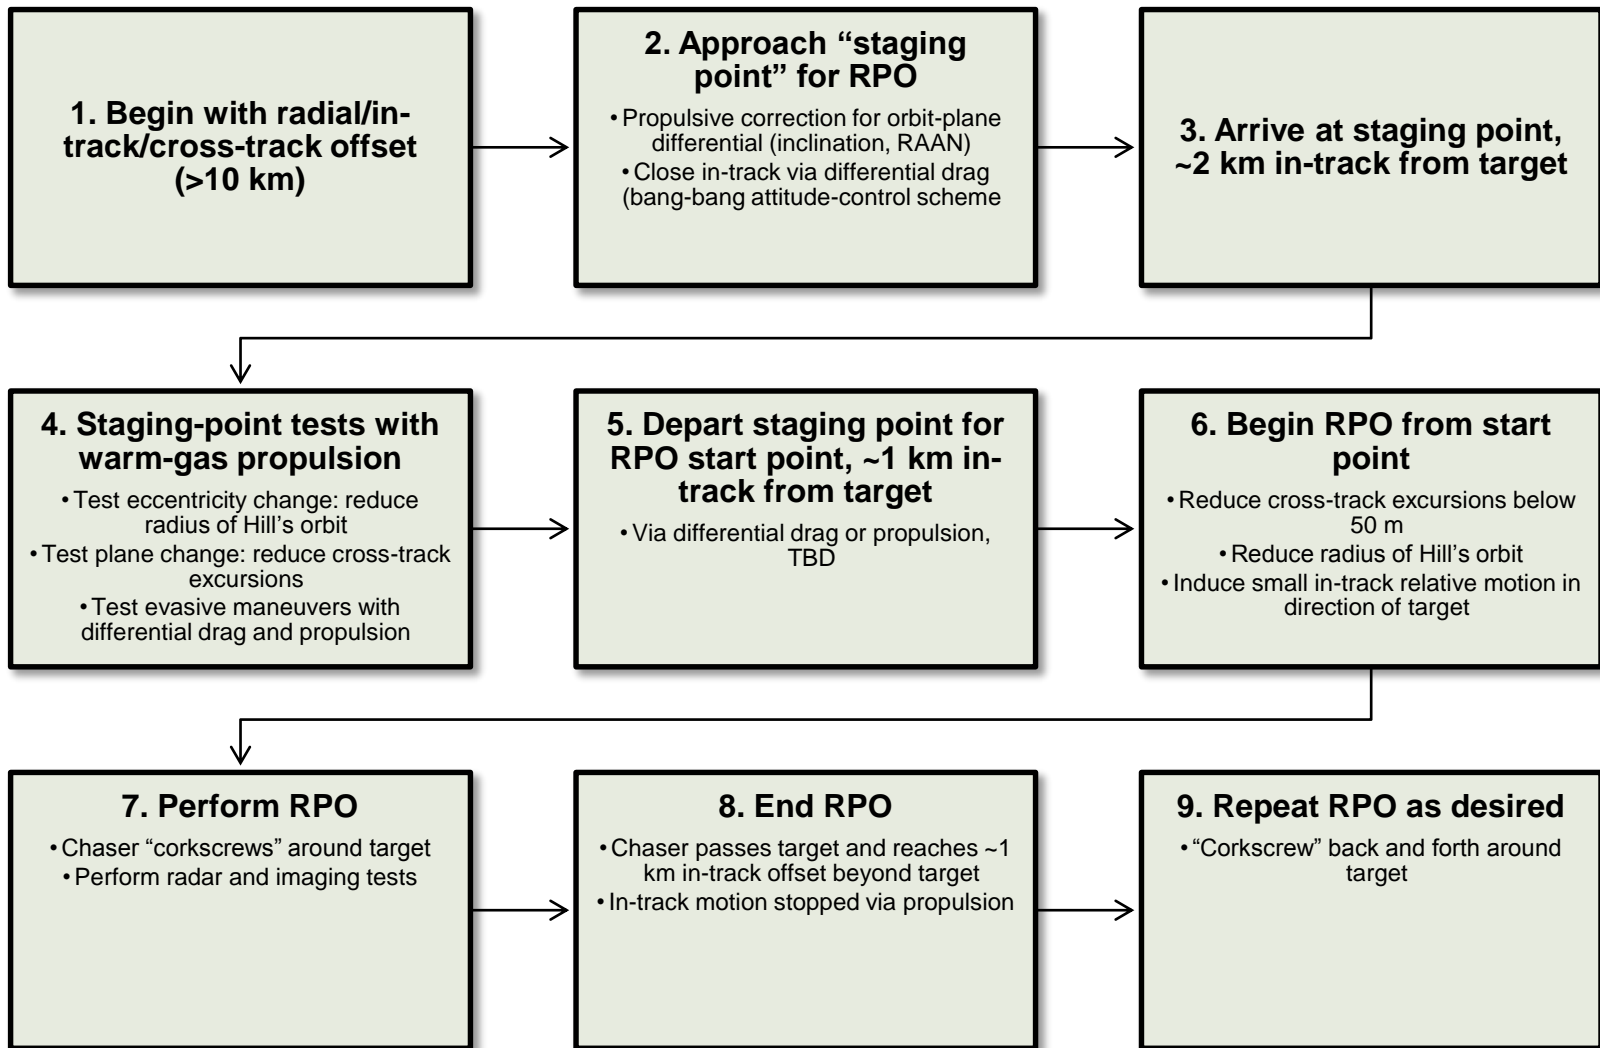 1. Begin with radial/in-
track/cross-track offset
(>10 km)
2. Approach “staging
point” for RPO
• Propulsive correction for orbit-plane
differential (inclination, RAAN)
• Close in-track via differential drag
(bang-bang attitude-control scheme
3. Arrive at staging point,
~2 km in-track from target
4. Staging-point tests with
warm-gas propulsion
• Test eccentricity change: reduce
radius of Hill’s orbit
• Test plane change: reduce cross-track
excursions
• Test evasive maneuvers with
differential drag and propulsion
5. Depart staging point for
RPO start point, ~1 km in-
track from target
• Via differential drag or propulsion,
TBD
6. Begin RPO from start
point
• Reduce cross-track excursions below
50 m
• Reduce radius of Hill’s orbit
• Induce small in-track relative motion in
direction of target
7. Perform RPO
• Chaser “corkscrews” around target
• Perform radar and imaging tests
8. End RPO
• Chaser passes target and reaches ~1
km in-track offset beyond target
• In-track motion stopped via propulsion
9. Repeat RPO as desired
• “Corkscrew” back and forth around
target